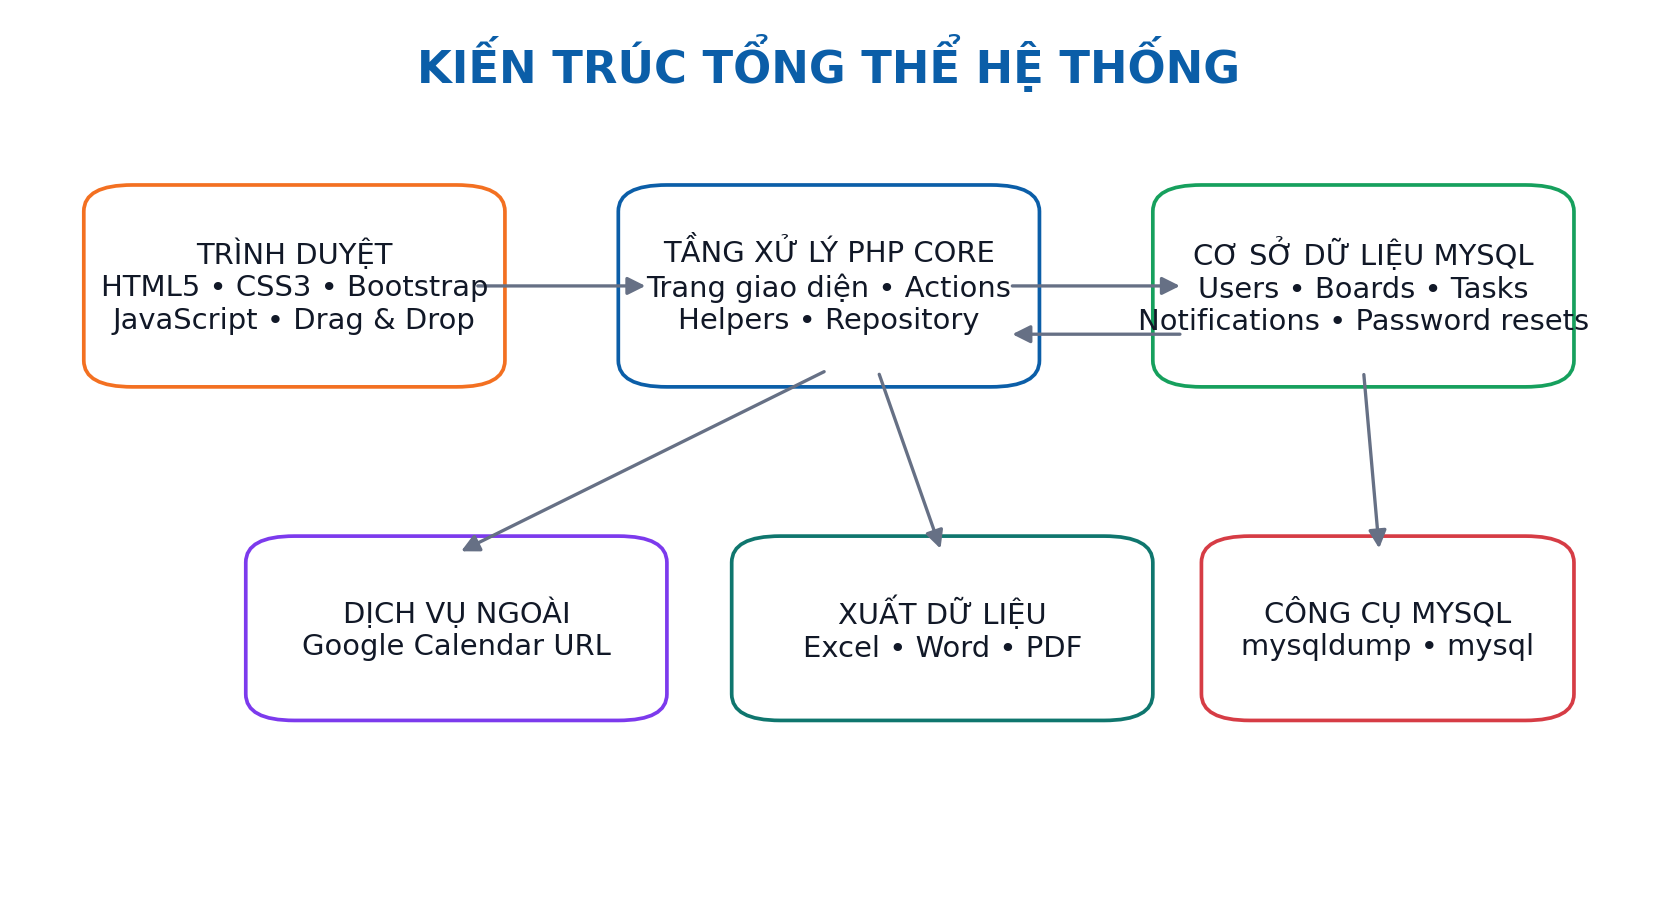 KIẾN TRÚC TỔNG THỂ HỆ THỐNG
TRÌNH DUYỆT
HTML5 • CSS3 • Bootstrap
JavaScript • Drag & Drop
TẦNG XỬ LÝ PHP CORE
Trang giao diện • Actions
Helpers • Repository
CƠ SỞ DỮ LIỆU MYSQL
Users • Boards • Tasks
Notifications • Password resets
DỊCH VỤ NGOÀI
Google Calendar URL
XUẤT DỮ LIỆU
Excel • Word • PDF
CÔNG CỤ MYSQL
mysqldump • mysql